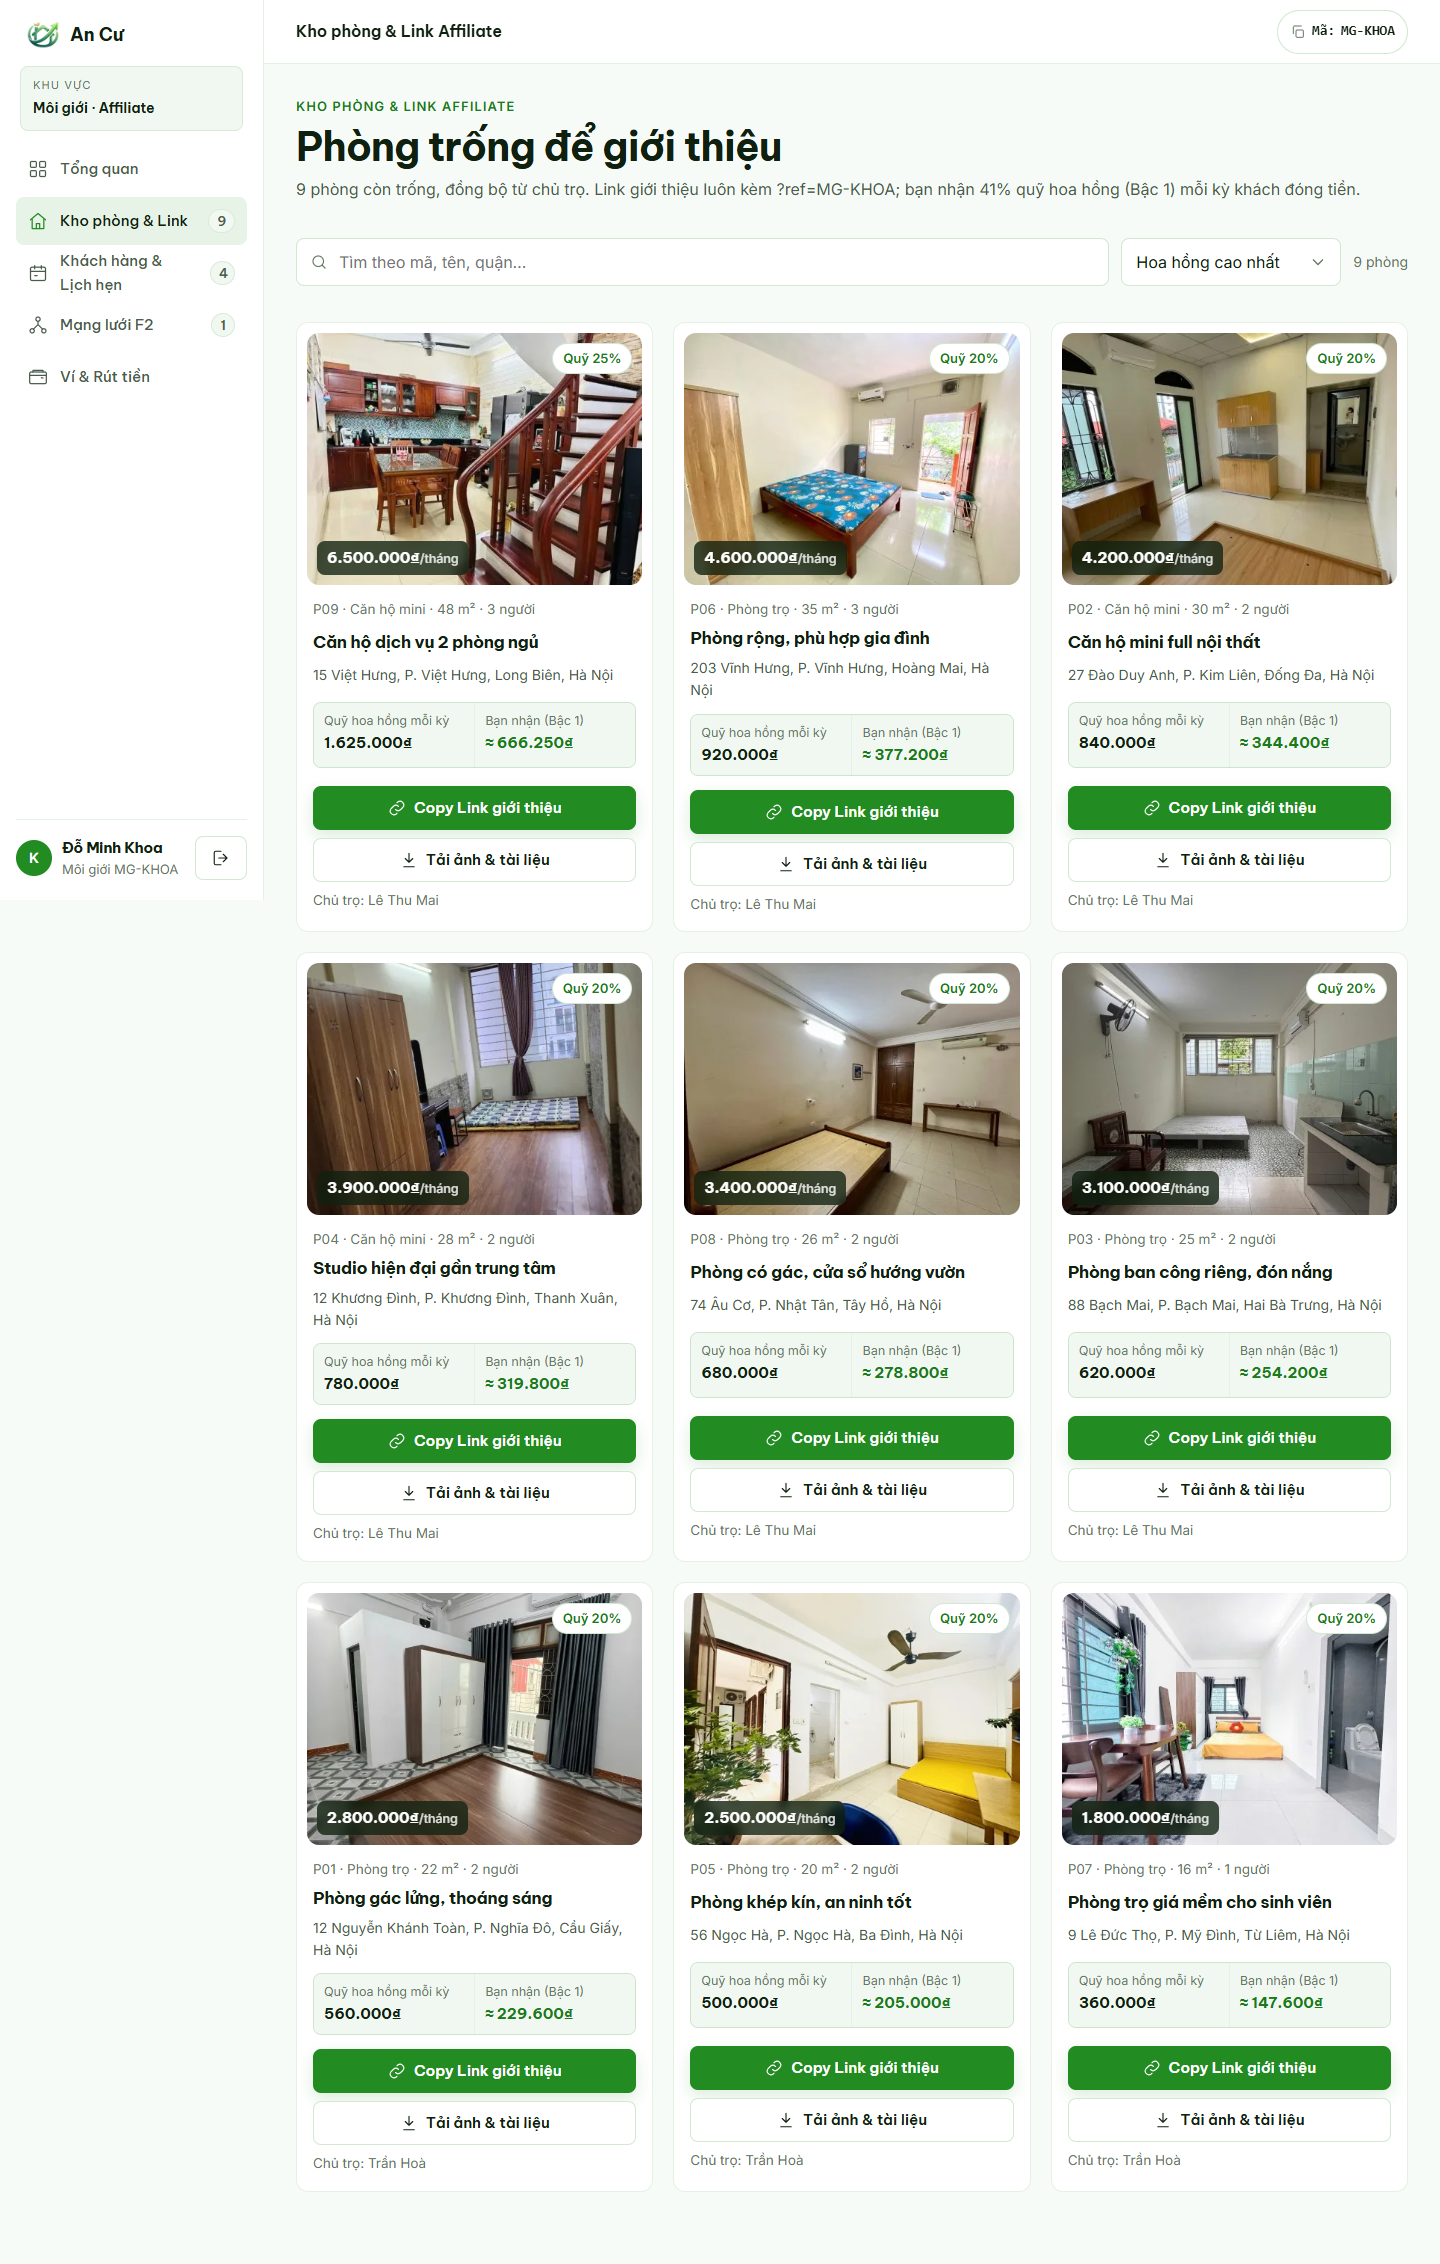 An Cư
KHU VỰC
Môi giới · Affiliate
Tổng quan
Kho phòng & Link
9
Khách hàng &
Lịch hẹn
4
Mạng lưới F2
1
Ví & Rút tiền
K
Đỗ Minh Khoa
Môi giới MG-KHOA
Kho phòng & Link Affiliate
Mã: MG-KHOA
KHO PHÒNG & LINK AFFILIATE
Phòng trống để giới thiệu
9 phòng còn trống, đồng bộ từ chủ trọ. Link giới thiệu luôn kèm ?ref=MG-KHOA; bạn nhận 41% quỹ hoa hồng (Bậc 1) mỗi kỳ khách đóng tiền.
Tìm theo mã, tên, quận...
Hoa hồng cao nhất
9 phòng
Quỹ 25%
6.500.000₫/tháng
P09 · Căn hộ mini · 48 m² · 3 người
Căn hộ dịch vụ 2 phòng ngủ
15 Việt Hưng, P. Việt Hưng, Long Biên, Hà Nội
Quỹ hoa hồng mỗi kỳ
1.625.000₫
Bạn nhận (Bậc 1)
≈ 666.250₫
Copy Link giới thiệu
Tải ảnh & tài liệu
Chủ trọ: Lê Thu Mai
Quỹ 20%
4.600.000₫/tháng
P06 · Phòng trọ · 35 m² · 3 người
Phòng rộng, phù hợp gia đình
203 Vĩnh Hưng, P. Vĩnh Hưng, Hoàng Mai, Hà
Nội
Quỹ hoa hồng mỗi kỳ
920.000₫
Bạn nhận (Bậc 1)
≈ 377.200₫
Copy Link giới thiệu
Tải ảnh & tài liệu
Chủ trọ: Lê Thu Mai
Quỹ 20%
4.200.000₫/tháng
P02 · Căn hộ mini · 30 m² · 2 người
Căn hộ mini full nội thất
27 Đào Duy Anh, P. Kim Liên, Đống Đa, Hà Nội
Quỹ hoa hồng mỗi kỳ
840.000₫
Bạn nhận (Bậc 1)
≈ 344.400₫
Copy Link giới thiệu
Tải ảnh & tài liệu
Chủ trọ: Lê Thu Mai
Quỹ 20%
3.900.000₫/tháng
P04 · Căn hộ mini · 28 m² · 2 người
Studio hiện đại gần trung tâm
12 Khương Đình, P. Khương Đình, Thanh Xuân,
Hà Nội
Quỹ hoa hồng mỗi kỳ
780.000₫
Bạn nhận (Bậc 1)
≈ 319.800₫
Copy Link giới thiệu
Tải ảnh & tài liệu
Chủ trọ: Lê Thu Mai
Quỹ 20%
3.400.000₫/tháng
P08 · Phòng trọ · 26 m² · 2 người
Phòng có gác, cửa sổ hướng vườn
74 Âu Cơ, P. Nhật Tân, Tây Hồ, Hà Nội
Quỹ hoa hồng mỗi kỳ
680.000₫
Bạn nhận (Bậc 1)
≈ 278.800₫
Copy Link giới thiệu
Tải ảnh & tài liệu
Chủ trọ: Lê Thu Mai
Quỹ 20%
3.100.000₫/tháng
P03 · Phòng trọ · 25 m² · 2 người
Phòng ban công riêng, đón nắng
88 Bạch Mai, P. Bạch Mai, Hai Bà Trưng, Hà Nội
Quỹ hoa hồng mỗi kỳ
620.000₫
Bạn nhận (Bậc 1)
≈ 254.200₫
Copy Link giới thiệu
Tải ảnh & tài liệu
Chủ trọ: Lê Thu Mai
Quỹ 20%
2.800.000₫/tháng
P01 · Phòng trọ · 22 m² · 2 người
Phòng gác lửng, thoáng sáng
12 Nguyễn Khánh Toàn, P. Nghĩa Đô, Cầu Giấy,
Hà Nội
Quỹ hoa hồng mỗi kỳ
560.000₫
Bạn nhận (Bậc 1)
≈ 229.600₫
Copy Link giới thiệu
Tải ảnh & tài liệu
Chủ trọ: Trần Hoà
Quỹ 20%
2.500.000₫/tháng
P05 · Phòng trọ · 20 m² · 2 người
Phòng khép kín, an ninh tốt
56 Ngọc Hà, P. Ngọc Hà, Ba Đình, Hà Nội
Quỹ hoa hồng mỗi kỳ
500.000₫
Bạn nhận (Bậc 1)
≈ 205.000₫
Copy Link giới thiệu
Tải ảnh & tài liệu
Chủ trọ: Trần Hoà
Quỹ 20%
1.800.000₫/tháng
P07 · Phòng trọ · 16 m² · 1 người
Phòng trọ giá mềm cho sinh viên
9 Lê Đức Thọ, P. Mỹ Đình, Từ Liêm, Hà Nội
Quỹ hoa hồng mỗi kỳ
360.000₫
Bạn nhận (Bậc 1)
≈ 147.600₫
Copy Link giới thiệu
Tải ảnh & tài liệu
Chủ trọ: Trần Hoà